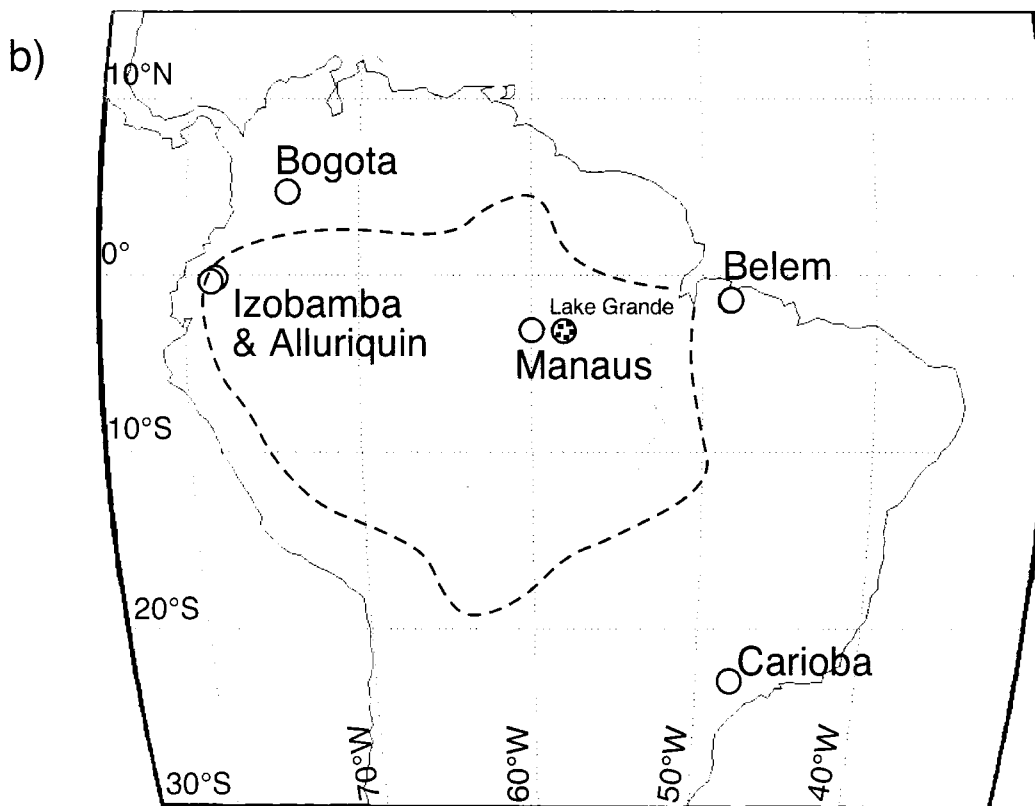 b)
10°N
Bogota
0°
Belem
Izobamba
& Alluriquin
Lake Grande
Manaus
10°S
20°S
Carioba
30°S
70°W
60°W
50°W
40°W